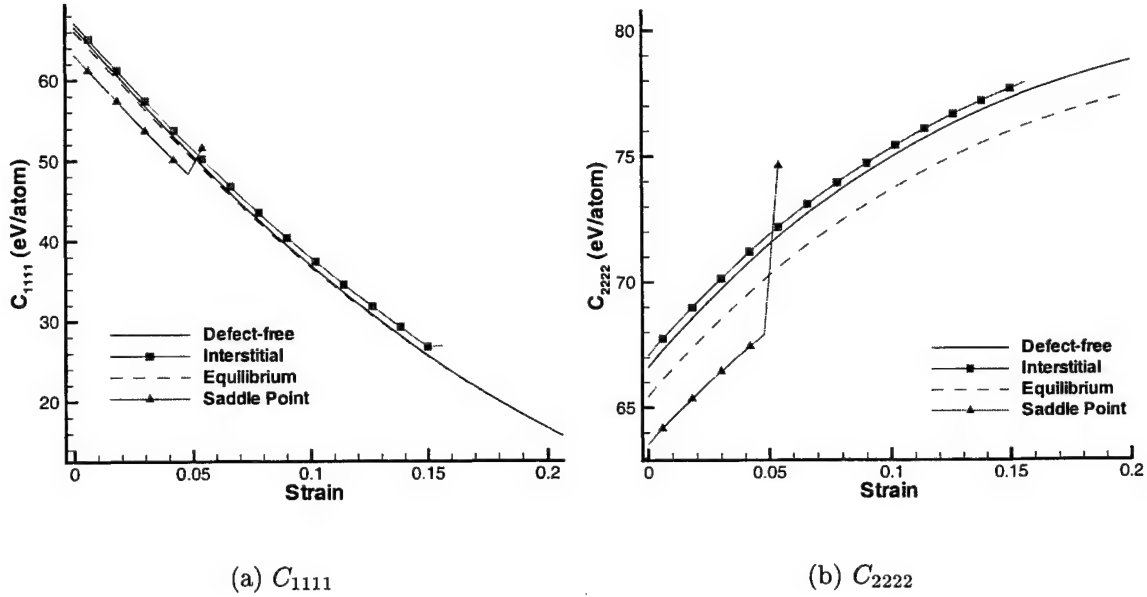 C1111 (eV/atom)
60
50
40
30
20
Defect-free
Interstitial
Equilibrium
Saddle Point
0
0.05
0.1
0.15
0.2
Strain
(a) C1111
C2222 (eV/atom)
80
75
70
65
Defect-free
Interstitial
Equilibrium
Saddle Point
0
0.05
0.1
0.15
0.2
Strain
(b) C2222